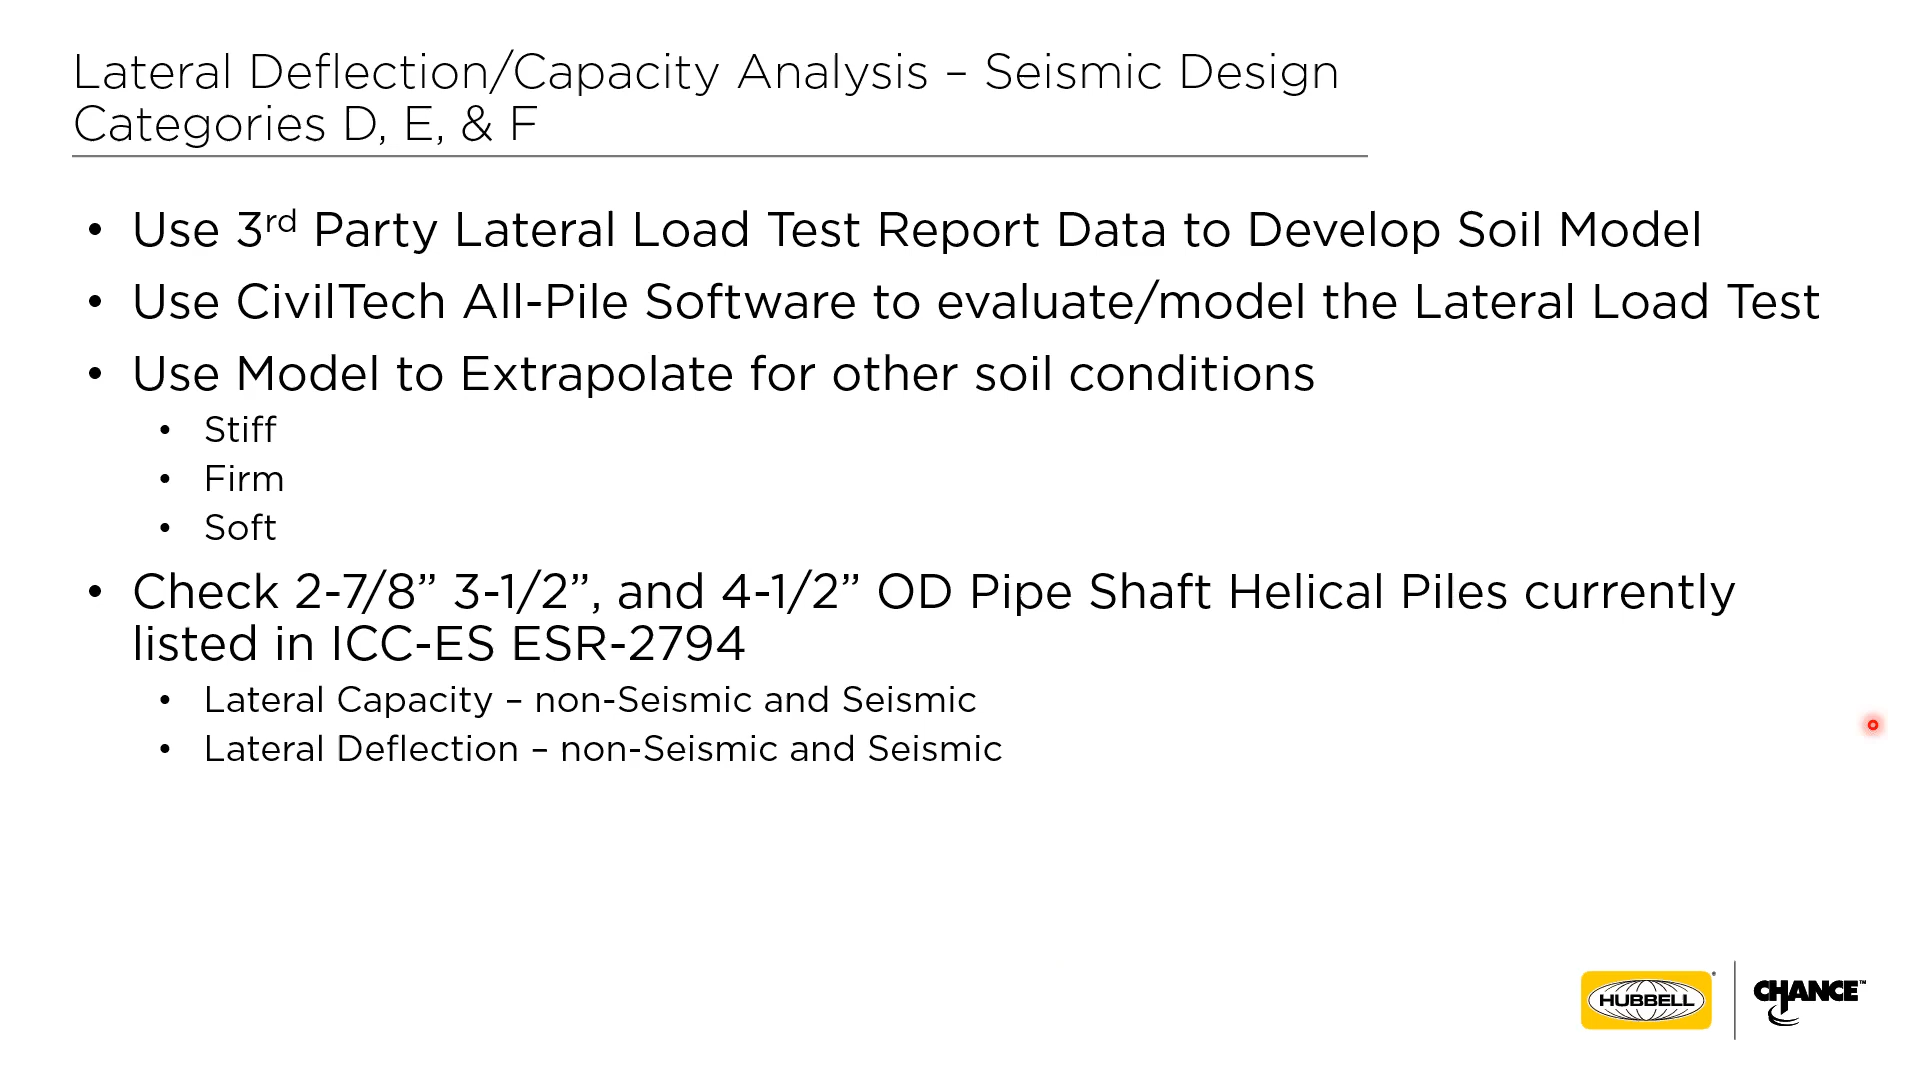 Lateral Deflection/Capacity Analysis – Seismic Design
Categories D, E, & F
• Use 3rd Party Lateral Load Test Report Data to Develop Soil Model
• Use CivilTech All-Pile Software to evaluate/model the Lateral Load Test
• Use Model to Extrapolate for other soil conditions
• Stiff
• Firm
• Soft
• Check 2-7/8” 3-1/2”, and 4-1/2” OD Pipe Shaft Helical Piles currently
listed in ICC-ES ESR-2794
• Lateral Capacity – non-Seismic and Seismic
• Lateral Deflection – non-Seismic and Seismic
HUBBELL®
CHANCE™